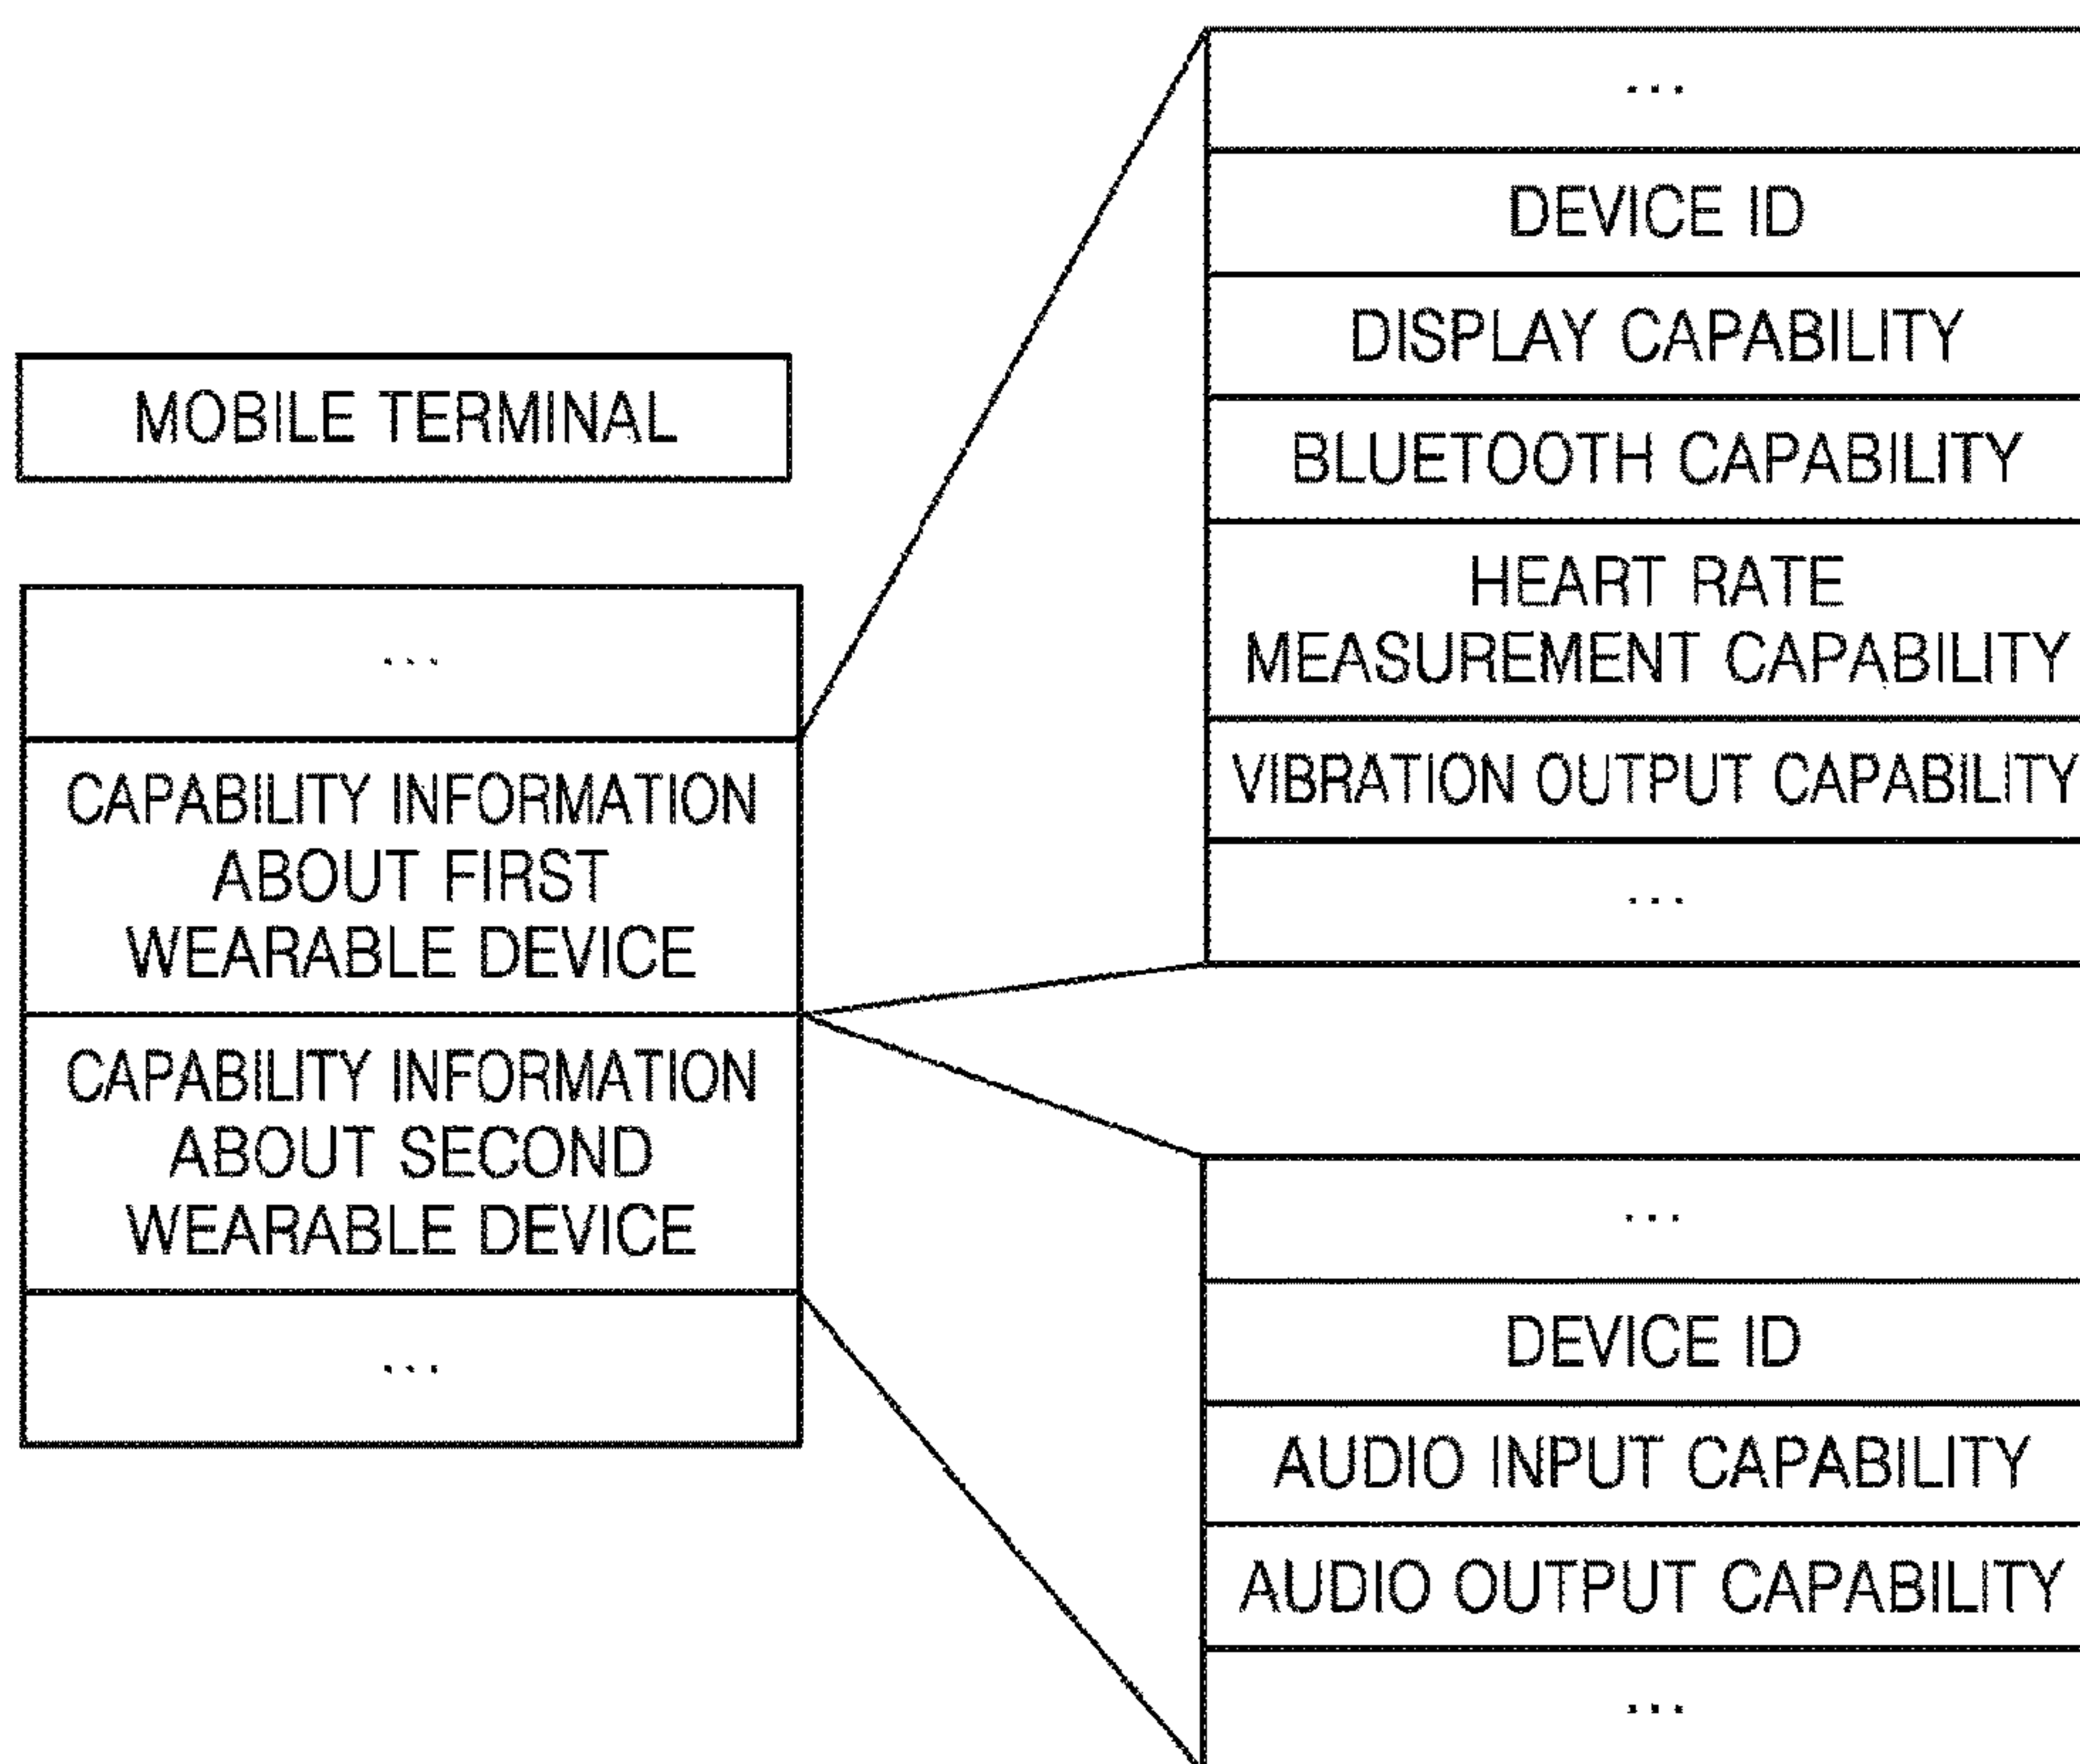 MOBILE TERMINAL
...
CAPABILITY INFORMATION
ABOUT FIRST
WEARABLE DEVICE
CAPABILITY INFORMATION
ABOUT SECOND
WEARABLE DEVICE
...
...
DEVICE ID
DISPLAY CAPABILITY
BLUETOOTH CAPABILITY
HEART RATE
MEASUREMENT CAPABILITY
VIBRATION OUTPUT CAPABILITY
...
...
DEVICE ID
AUDIO INPUT CAPABILITY
AUDIO OUTPUT CAPABILITY
...